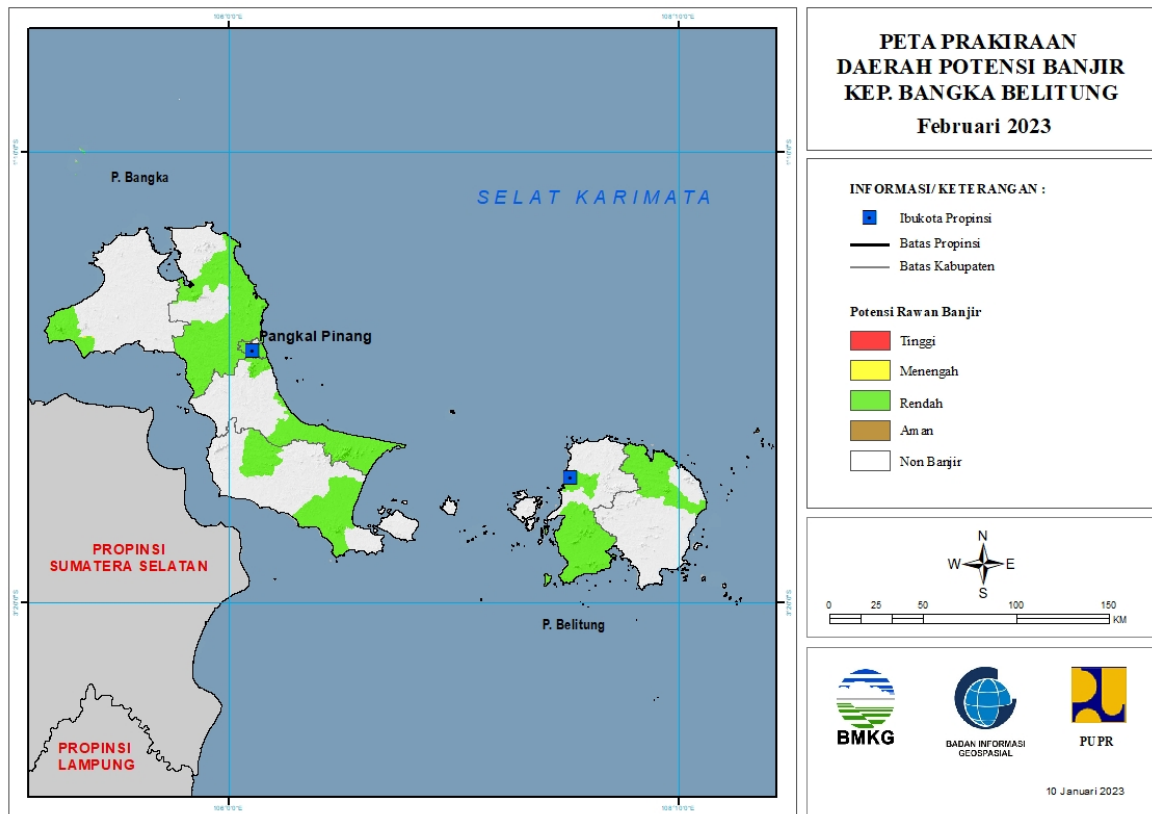 PETA PRAKIRAAN
DAERAH POTENSI BANJIR
KEP. BANGKA BELITUNG
Februari 2023
INFORMASI/ KETERANGAN :
Ibukota Propinsi
Batas Propinsi
Batas Kabupaten
Potensi Rawan Banjir
Tinggi
Menengah
Rendah
Aman
Non Banjir
N
W
E
S
0 25 50 100 150
KM
BMKG
BADAN INFORMASI
GEOSPASIAL
PUPR
10 Januari 2023
P. Bangka
SELAT KARIMATA
Pangkal Pinang
PROPINSI
SUMATERA SELATAN
P. Belitung
PROPINSI
LAMPUNG